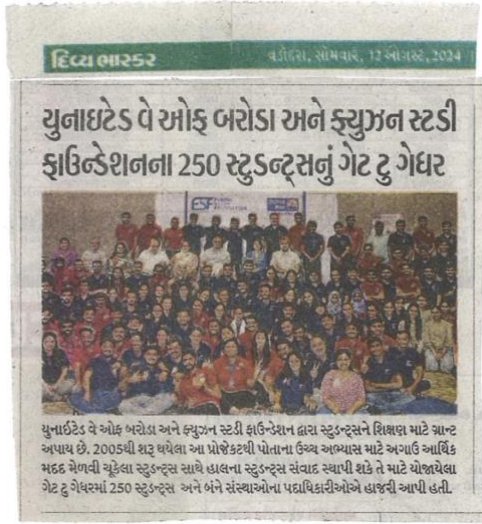 દિવ્ય ભાસ્કર
વડોદરા, સોમવાર, 12 ઓગસ્ટ, 2024
યુનાઇટેડ વે ઓફ બરોડા અને ફ્યુઝન સ્ટડી
ફાઉન્ડેશનના 250 સ્ટુડન્ટ્સનું ગેટ ટુ ગેધર
FSF
યુનાઈટેડ વે ઓફ બરોડા અને ફ્યુઝન સ્ટડી ફાઉન્ડેશન દ્વારા સ્ટુડન્ટ્સને શિક્ષણ માટે ગ્રાન્ટ
અપાય છે. 2005થી શરૂ થયેલા આ પ્રોજેક્ટથી પોતાના ઉચ્ચ અભ્યાસ માટે અગાઉ આર્થિક
મદદ મેળવી ચૂકેલા સ્ટુડન્ટ્સ સાથે હાલના સ્ટુડન્ટ્સ સંવાદ સ્થાપી શકે તે માટે યોજાયેલા
ગેટ ટુ ગેધરમાં 250 સ્ટુડન્ટ્સ અને બંને સંસ્થાઓના પદાધિકારીઓએ હાજરી આપી હતી.